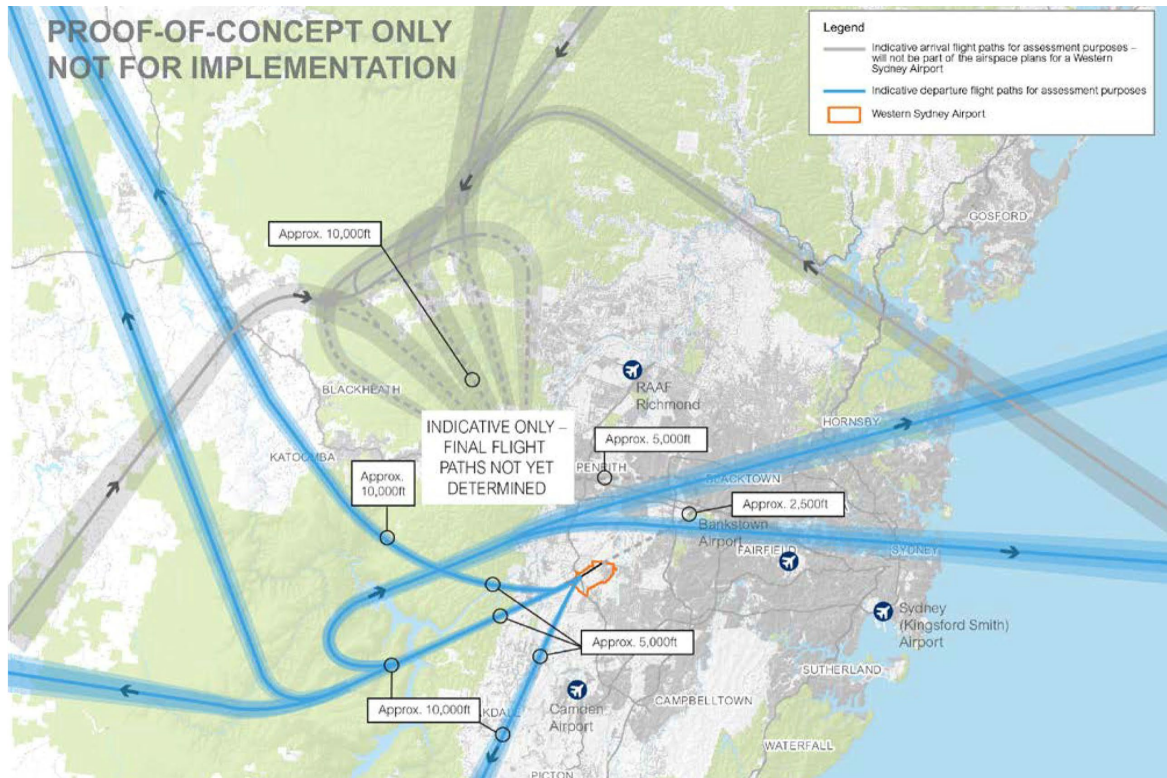 PROOF-OF-CONCEPT ONLY
NOT FOR IMPLEMENTATION
Legend
Indicative arrival flight paths for assessment purposes –
will not be part of the airspace plans for a Western
Sydney Airport
Indicative departure flight paths for assessment purposes
Western Sydney Airport
GOSFORD
Approx. 10,000ft
RAAF
Richmond
BLACKHEATH
HORNSBY
INDICATIVE ONLY –
FINAL FLIGHT
PATHS NOT YET
DETERMINED
Approx. 5,000ft
KATOOMBA
PENRITH
Approx.
10,000ft
BLACKTOWN
Approx. 2,500ft
Bankstown
Airport
FAIRFIELD
SYDNEY
Sydney
(Kingsford Smith)
Airport
Approx. 5,000ft
SUTHERLAND
Approx. 10,000ft
KDALE
Camden
Airport
CAMPBELLTOWN
WATERFALL
PICTON